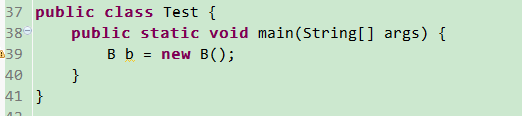 37 public class Test {
38 public static void main(String[] args) {
39 B b = new B();
40 }
41 }